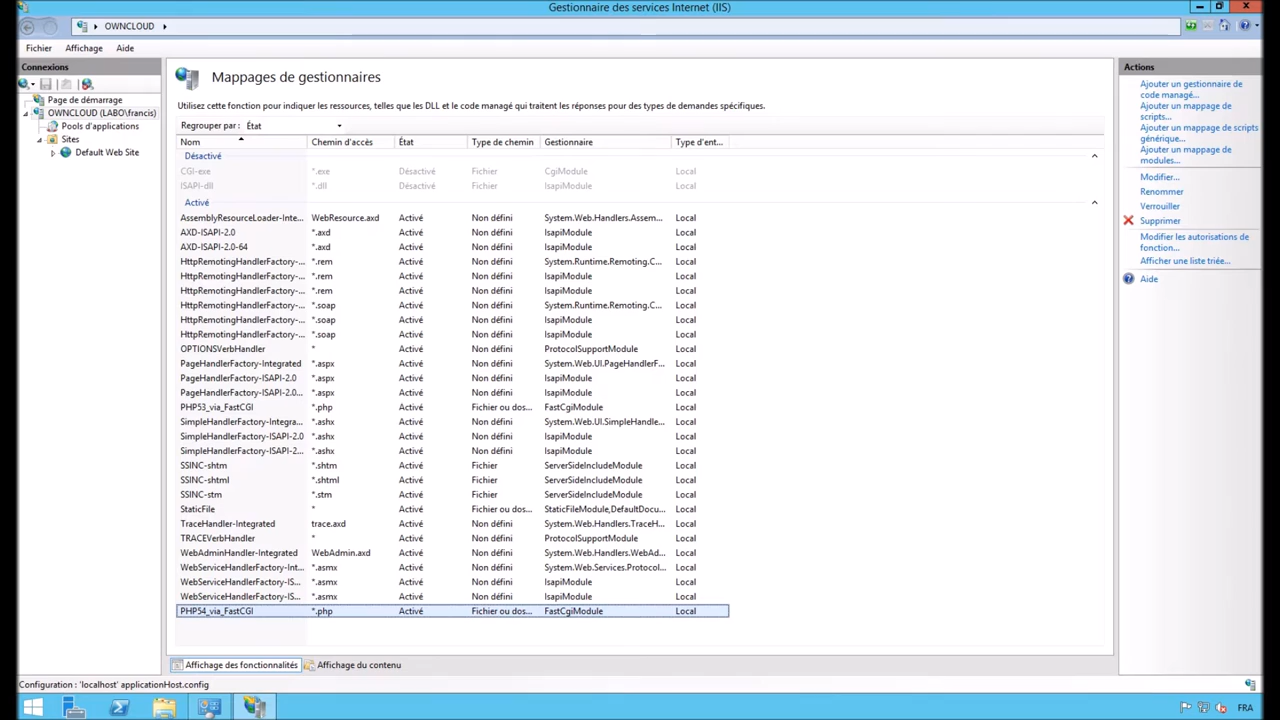 Gestionnaire des services Internet (IIS)
OWNCLOUD
Fichier Affichage Aide
Connexions
Page de démarrage
OWNCLOUD (LABO\francis)
Pools d'applications
Sites
Default Web Site
Mappages de gestionnaires
Utilisez cette fonction pour indiquer les ressources, telles que les DLL et le code managé qui traitent les réponses pour des types de demandes spécifiques.
Regrouper par : État
Nom Chemin d'accès État Type de chemin Gestionnaire Type d'ent...
Désactivé
CGI-exe *.exe Désactivé Fichier CgiModule Local
ISAPI-dll *.dll Désactivé Fichier IsapiModule Local
Activé
AssemblyResourceLoader-Inte... WebResource.axd Activé Non défini System.Web.Handlers.Assem... Local
AXD-ISAPI-2.0 *.axd Activé Non défini IsapiModule Local
AXD-ISAPI-2.0-64 *.axd Activé Non défini IsapiModule Local
HttpRemotingHandlerFactory-... *.rem Activé Non défini System.Runtime.Remoting.C... Local
HttpRemotingHandlerFactory-... *.rem Activé Non défini IsapiModule Local
HttpRemotingHandlerFactory-... *.rem Activé Non défini IsapiModule Local
HttpRemotingHandlerFactory-... *.soap Activé Non défini System.Runtime.Remoting.C... Local
HttpRemotingHandlerFactory-... *.soap Activé Non défini IsapiModule Local
HttpRemotingHandlerFactory-... *.soap Activé Non défini IsapiModule Local
OPTIONSVerbHandler * Activé Non défini ProtocolSupportModule Local
PageHandlerFactory-Integrated *.aspx Activé Non défini System.Web.UI.PageHandlerF... Local
PageHandlerFactory-ISAPI-2.0 *.aspx Activé Non défini IsapiModule Local
PageHandlerFactory-ISAPI-2.0... *.aspx Activé Non défini IsapiModule Local
PHP53_via_FastCGI *.php Activé Fichier ou dos... FastCgiModule Local
SimpleHandlerFactory-Integra... *.ashx Activé Non défini System.Web.UI.SimpleHandle... Local
SimpleHandlerFactory-ISAPI-2.0 *.ashx Activé Non défini IsapiModule Local
SimpleHandlerFactory-ISAPI-2... *.ashx Activé Non défini IsapiModule Local
SSINC-shtm *.shtm Activé Fichier ServerSideIncludeModule Local
SSINC-shtml *.shtml Activé Fichier ServerSideIncludeModule Local
SSINC-stm *.stm Activé Fichier ServerSideIncludeModule Local
StaticFile * Activé Fichier ou dos... StaticFileModule,DefaultDocu... Local
TraceHandler-Integrated trace.axd Activé Non défini System.Web.Handlers.TraceH... Local
TRACEVerbHandler * Activé Non défini ProtocolSupportModule Local
WebAdminHandler-Integrated WebAdmin.axd Activé Non défini System.Web.Handlers.WebAd... Local
WebServiceHandlerFactory-Int... *.asmx Activé Non défini System.Web.Services.Protocol... Local
WebServiceHandlerFactory-IS... *.asmx Activé Non défini IsapiModule Local
WebServiceHandlerFactory-IS... *.asmx Activé Non défini IsapiModule Local
PHP54_via_FastCGI *.php Activé Fichier ou dos... FastCgiModule Local
Affichage des fonctionnalités Affichage du contenu
Actions
Ajouter un gestionnaire de
code managé...
Ajouter un mappage de
scripts...
Ajouter un mappage de scripts
générique...
Ajouter un mappage de
modules...
Modifier...
Renommer
Verrouiller
Supprimer
Modifier les autorisations de
fonction...
Afficher une liste triée...
Aide
Configuration : 'localhost' applicationHost.config
FRA